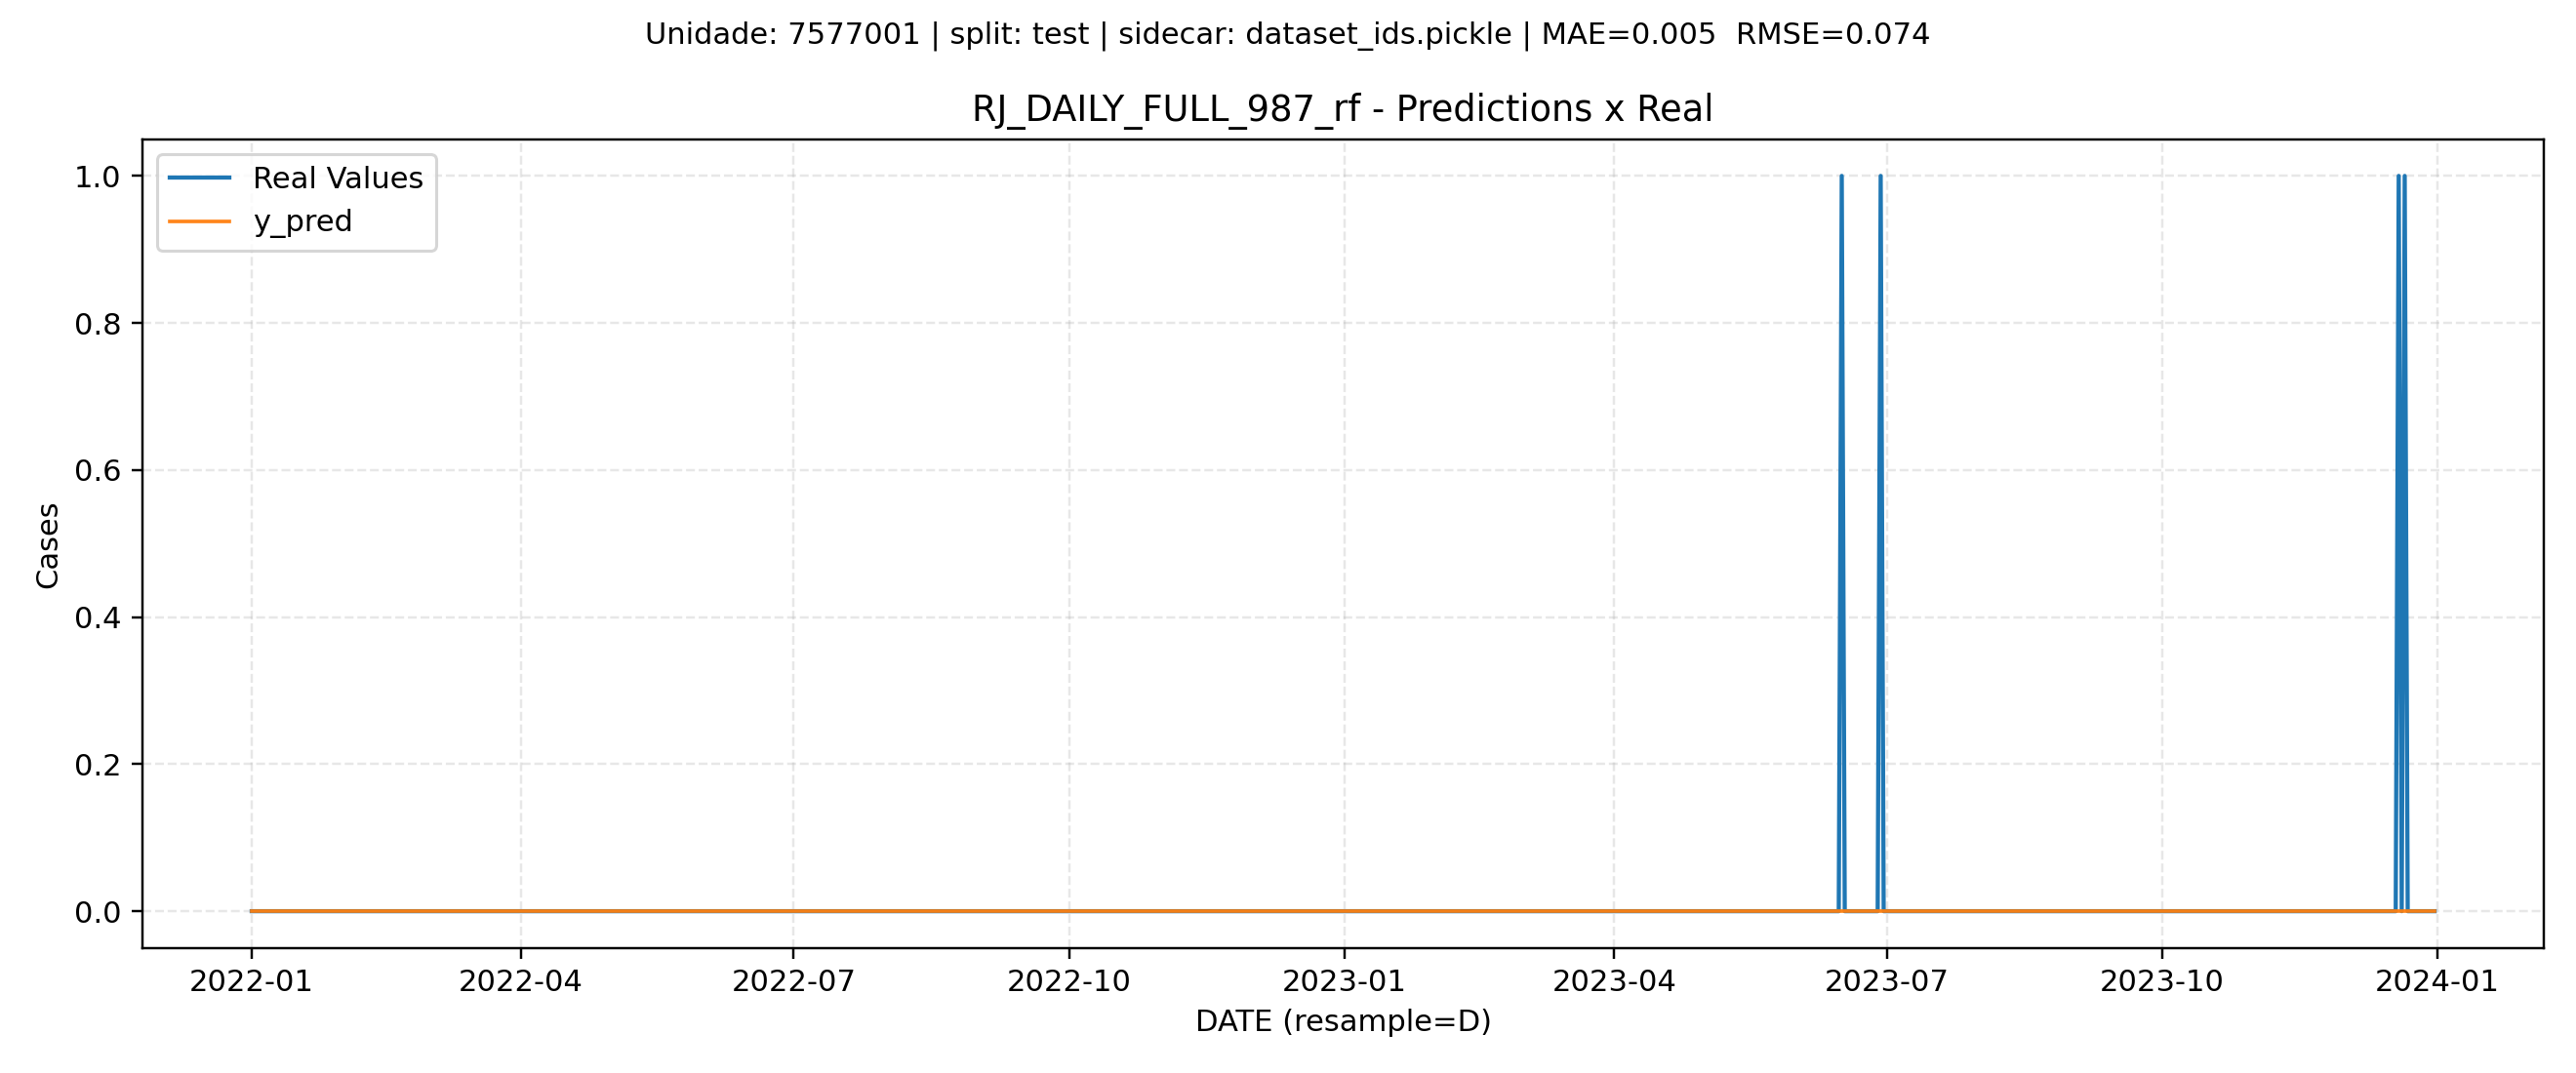 Unidade: 7577001 | split: test | sidecar: dataset_ids.pickle | MAE=0.005  RMSE=0.074
RJ_DAILY_FULL_987_rf - Predictions x Real
Real Values
y_pred
1.0
0.8
0.6
0.4
0.2
0.0
Cases
2022-01 2022-04 2022-07 2022-10 2023-01 2023-04 2023-07 2023-10 2024-01
DATE (resample=D)